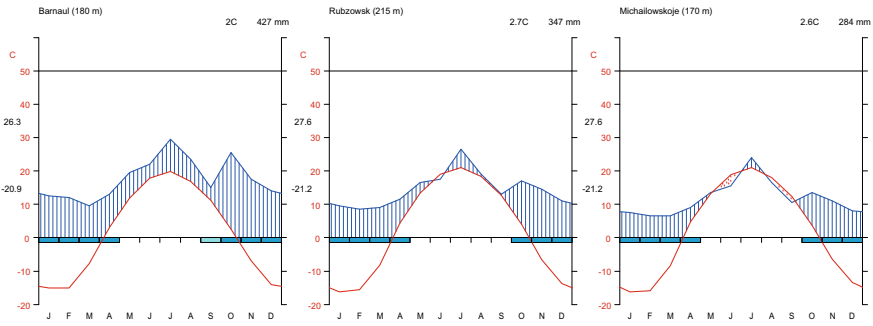 Barnaul (180 m)
2C 427 mm
C
50
40
30
20
10
0
-10
-20
26.3
-20.9
J F M A M J J A S O N D
Rubzowsk (215 m)
2.7C 347 mm
C
50
40
30
20
10
0
-10
-20
27.6
-21.2
J F M A M J J A S O N D
Michailowskoje (170 m)
2.6C 284 mm
C
50
40
30
20
10
0
-10
-20
27.6
-21.2
J F M A M J J A S O N D